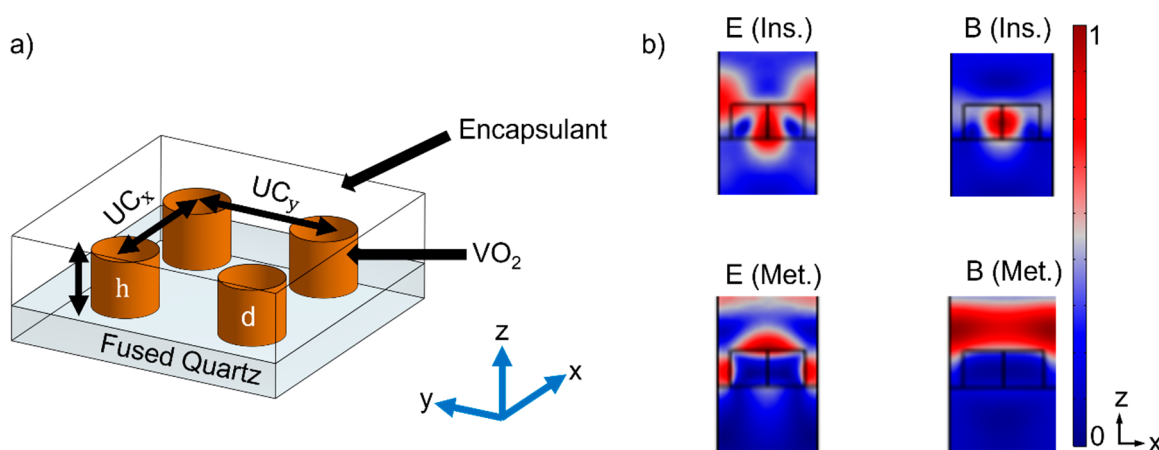 a)
Encapsulant
UCx
UCy
VO2
h
d
Fused Quartz
z
x
y
b)
E (Ins.)
B (Ins.)
1
E (Met.)
B (Met.)
0
z
x